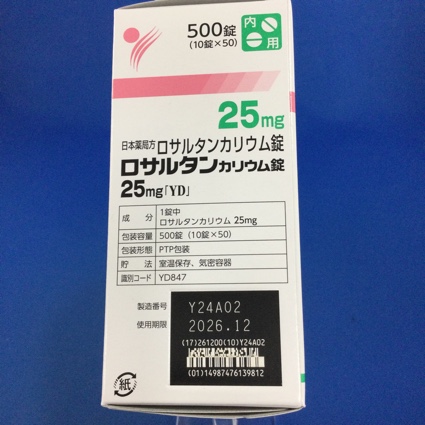 500錠
(10錠×50)
内
用
25mg
日本薬局方 ロサルタンカリウム錠
ロサルタンカリウム錠
25mg「YD」
成 分
1錠中
ロサルタンカリウム 25mg
包装容量 500錠（10錠×50）
包装形態 PTP包装
貯 法 室温保存、気密容器
識別コード YD847
製造番号 Y24A02
使用期限 2026.12
(17)261200(10)Y24A02
(01)14987476139812
紙